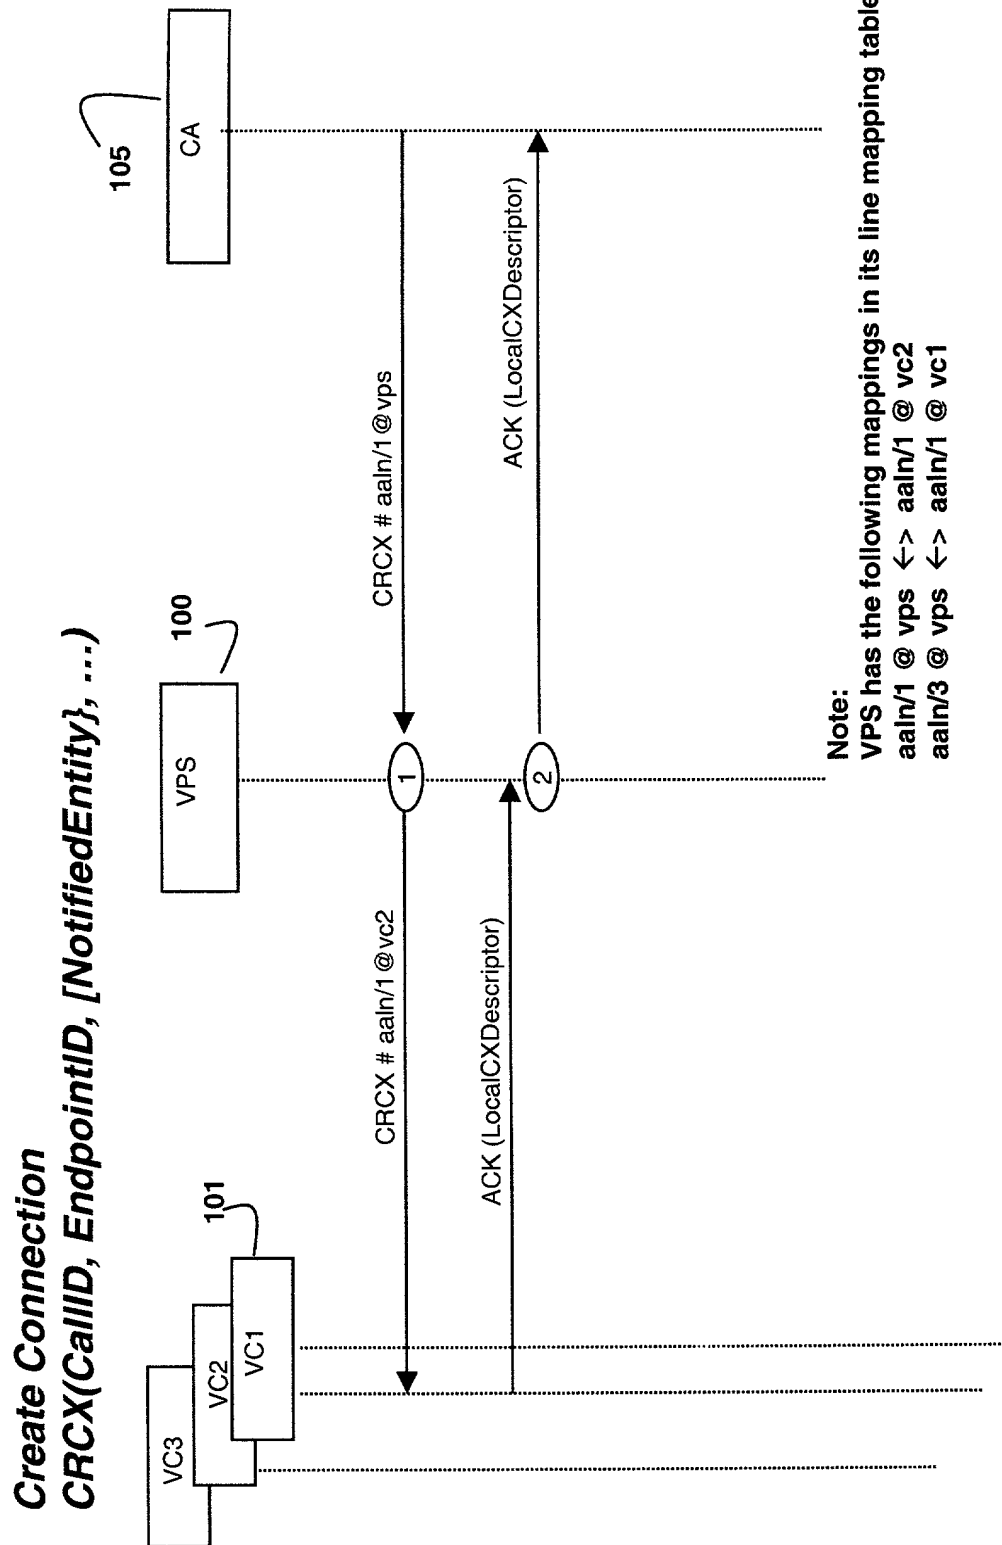 Create Connection
CRCX(CallID, EndpointID, [NotifiedEntity}, ...)
VC3
VC2
VC1
101
VPS
100
CA
105
CRCX # aaln/1@vc2
CRCX # aaln/1@vps
1
ACK (LocalCXDescriptor)
ACK (LocalCXDescriptor)
2
Note:
VPS has the following mappings in its line mapping table
aaln/1 @ vps <-> aaln/1 @ vc2
aaln/3 @ vps <-> aaln/1 @ vc1